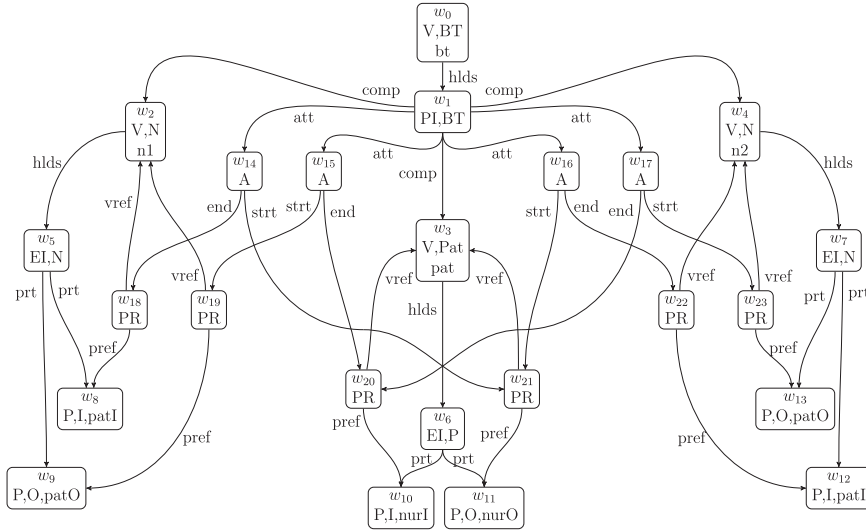 w0
V,BT
bt
hlds
comp
comp
w1
PI,BT
w2
V,N
n1
w4
V,N
n2
att
att
att
att
w14
A
w15
A
w16
A
w17
A
hlds
comp
hlds
vref
end
strt
strt
end
strt
end
end
strt
w3
V,Pat
pat
w5
EI,N
w7
EI,N
vref
vref
vref
vref
prt
prt
prt
prt
w18
PR
w19
PR
hlds
w22
PR
w23
PR
pref
pref
w20
PR
w21
PR
w8
P,I,patI
w13
P,O,patO
w6
EI,P
pref
pref
pref
pref
prt
prt
w9
P,O,patO
w12
P,I,patI
w10
P,I,nurI
w11
P,O,nurO